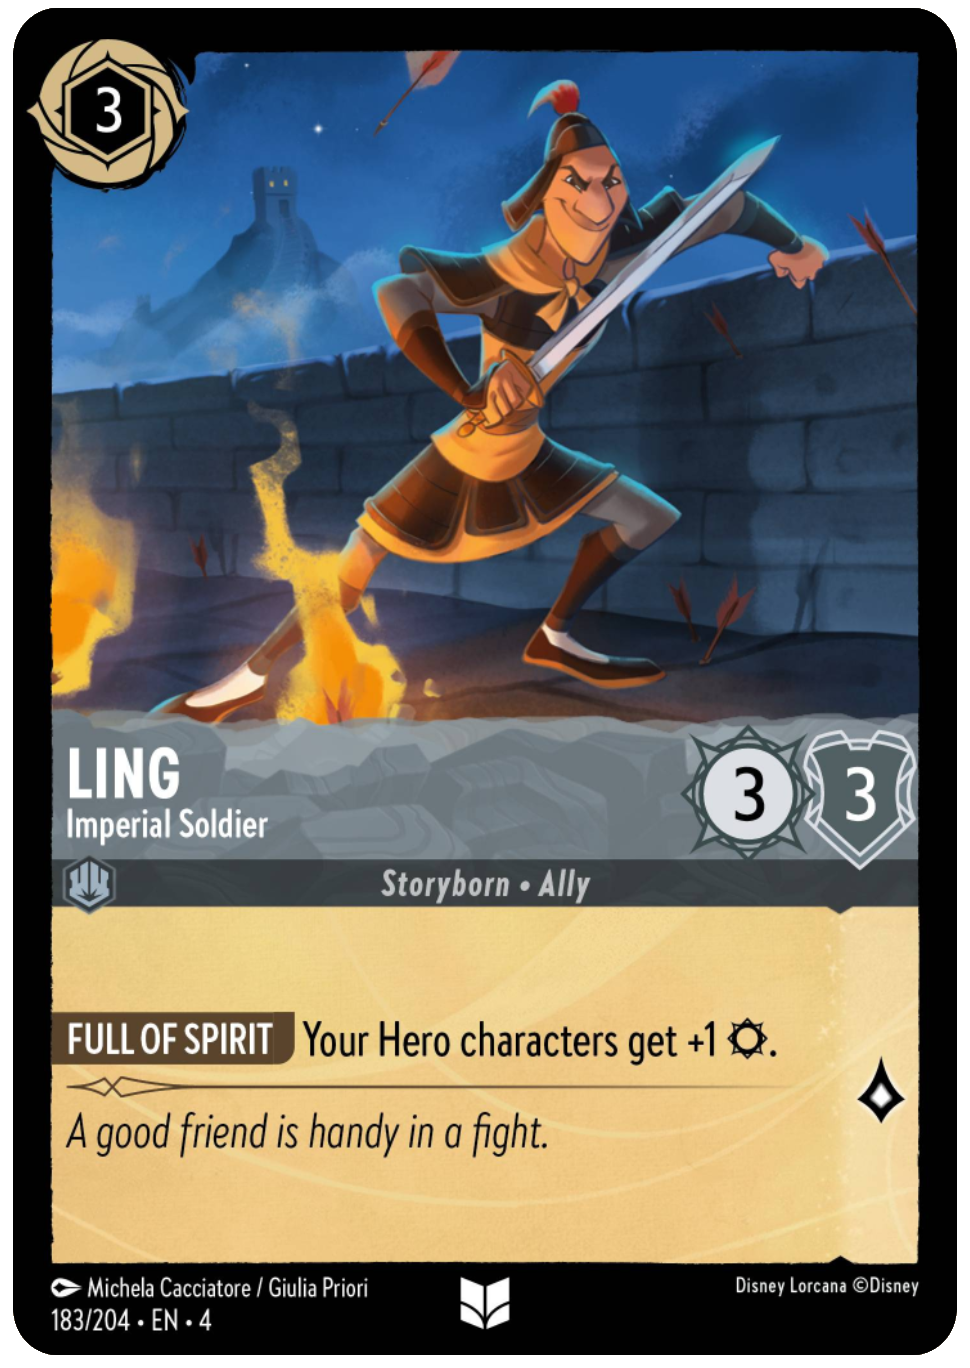 3
LING
Imperial Soldier
3
3
Storyborn • Ally
FULL OF SPIRIT Your Hero characters get +1 .
A good friend is handy in a fight.
Michela Cacciatore / Giulia Priori
Disney Lorcana ©Disney
183/204 • EN • 4